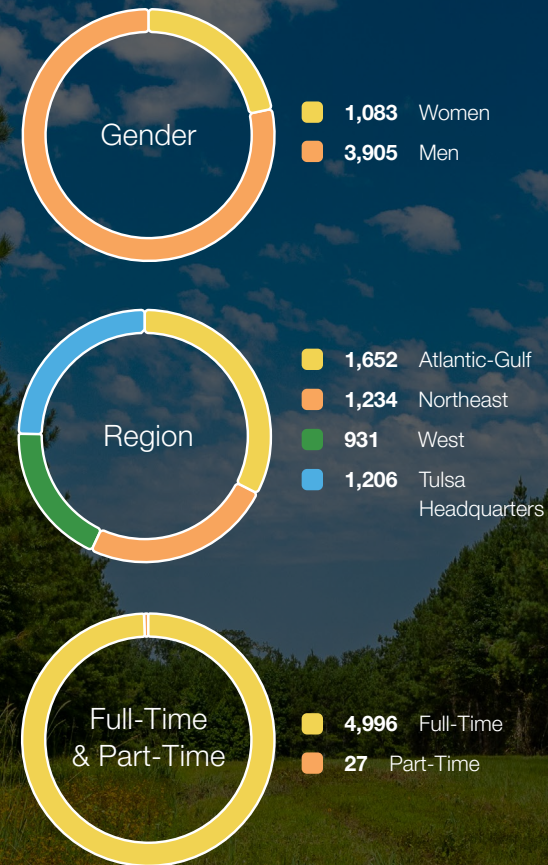 Gender
1,083 Women
3,905 Men
Region
1,652 Atlantic-Gulf
1,234 Northeast
931 West
1,206 Tulsa
Headquarters
Full-Time
& Part-Time
4,996 Full-Time
27 Part-Time